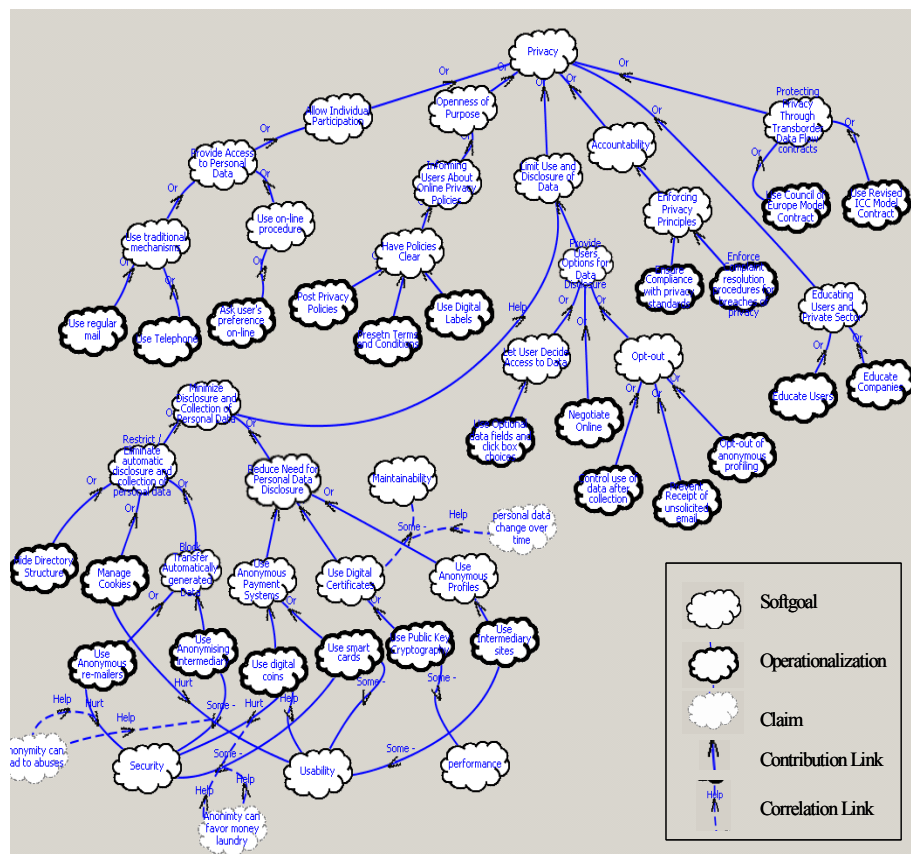 Privacy
Or
Or
Or
Or
Or
Or
Protecting
Privacy
Through
Transborder
Data Flow
contracts
Openness of
Purpose
Allow Individual
Participation
Or
Accountability
Or
Or
Provide Access
to Personal
Data
Informing
Users About
Online Privacy
Policies
Limit Use and
Disclosure of
Data
Or
Or
Use Council of
Europe Model
Contract
Use Revised
ICC Model
Contract
Enforcing
Privacy
Principles
Or
Or
Use on-line
procedure
Use traditional
mechanisms
Have Policies
Clear
Provide
Users
Options for
Data
Disclosure
Ensure
Compliance
with privacy
standards
Enforce
Complaint
resolution
procedures for
breaches of
privacy
Or
Or
Or
Post Privacy
Policies
Use Digital
Labels
Educating
Users and
Private Sector
Use regular
mail
Use Telephone
Ask user's
preference
on-line
Presetn Terms
and Conditions
Help
Or
Or
Or
Let User Decide
Access to Data
Opt-out
Or
Or
Educate Users
Educate
Companies
Minimize
Disclosure and
Collection of
Personal Data
Or
Or
Or
Or
Use Optional
data fields and
click box
choices
Negotiate
Online
Opt-out of
anonymous
profiling
Control use of
data after
collection
Prevent
Receipt of
unsolicited
email
Restrict /
Eliminate
automatic
disclosure and
collection of
personal data
Or
Reduce Need for
Personal Data
Disclosure
Maintainability
Or
Or
Or
Or
Some -
Help
personal data
change over
time
Hide Directory
Structure
Manage
Cookies
Block
Transfer
Automatically
generated
Data
Use
Anonymous
Payment
Systems
Use Digital
Certificates
Use
Anonymous
Profiles
Or
Or
Or
Use
Anonymous
re-mailers
Use
Anonymising
Intermediary
Use digital
coins
Use smart
cards
Use Public Key
Cryptography
Use
Intermediary
sites
Help
Hurt
Help
Hurt
Some -
Hurt
Help
Some -
Some -
Some -
Some -
nonymity can
ad to abuses
Security
Usability
performance
Help
Help
Anonimty can
favor money
laundry
Softgoal
Operationalization
Claim
Contribution Link
Help
Correlation Link